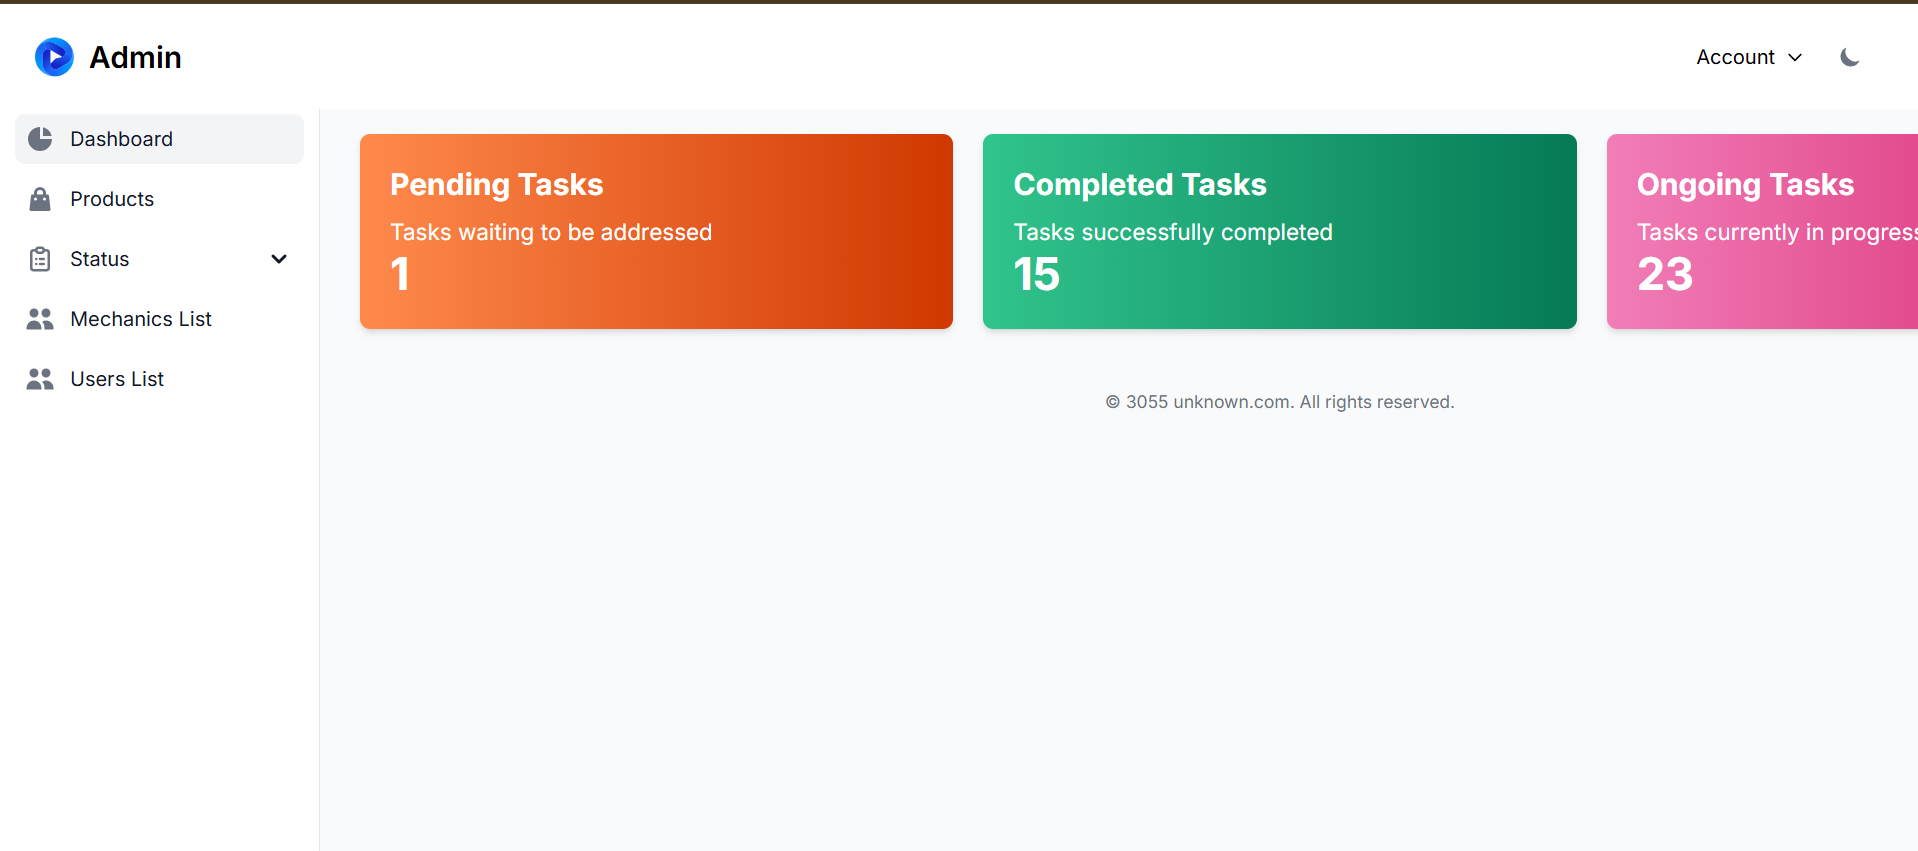 Admin
Account
Dashboard
Products
Status
Mechanics List
Users List
Pending Tasks
Tasks waiting to be addressed
1
Completed Tasks
Tasks successfully completed
15
Ongoing Tasks
Tasks currently in progress
23
© 3055 unknown.com. All rights reserved.